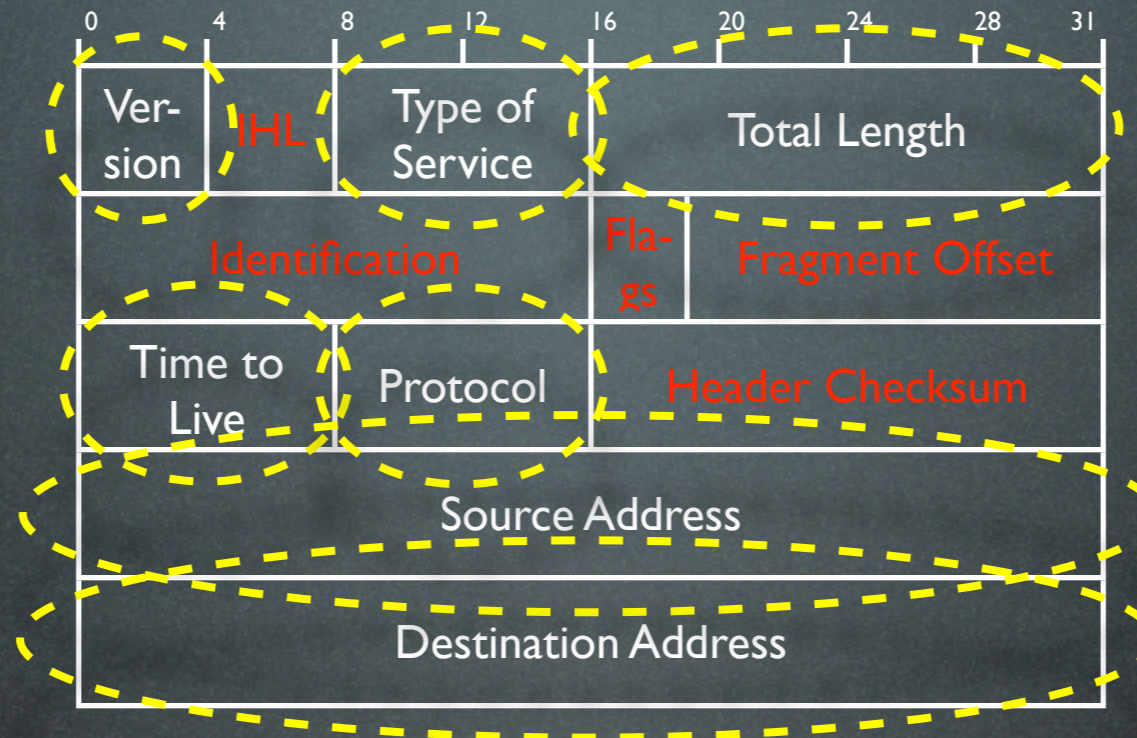 0 4 8 12 16 20 24 28 31
Ver- Type of
IHL Total Length
sion Service
Fla-
Identification Fragment Offset
gs
Time to
Protocol Header Checksum
Live
Source Address
Destination Address